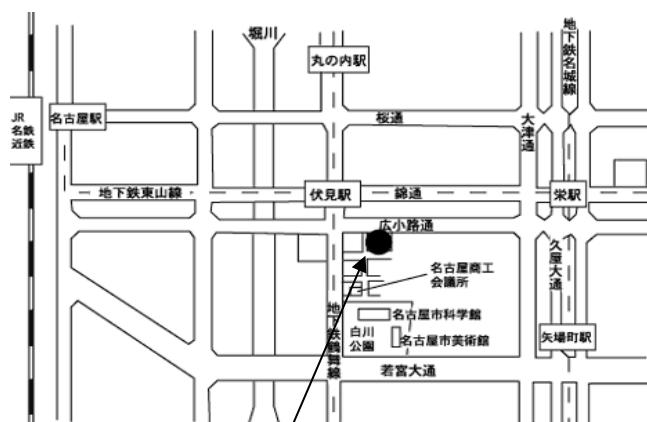 堀川
地下鉄名城線
丸の内駅
JR
名鉄
近鉄
名古屋駅
桜通
大津通
地下鉄東山線
伏見駅
錦通
栄駅
広小路通
久屋大通
名古屋商工
会議所
地下鉄鶴舞線
名古屋市科学館
白川
公園
名古屋市美術館
矢場町駅
若宮大通